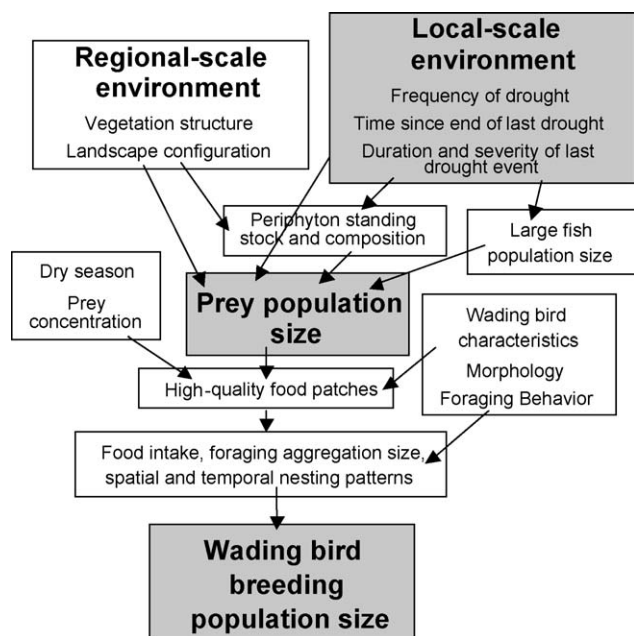 Regional-scale
environment
Vegetation structure
Landscape configuration
Local-scale
environment
Frequency of drought
Time since end of last drought
Duration and severity of last
drought event
Periphyton standing
stock and composition
Large fish
population size
Dry season
Prey
concentration
Prey population
size
Wading bird
characteristics
Morphology
Foraging Behavior
High-quality food patches
Food intake, foraging aggregation size,
spatial and temporal nesting patterns
Wading bird
breeding
population size